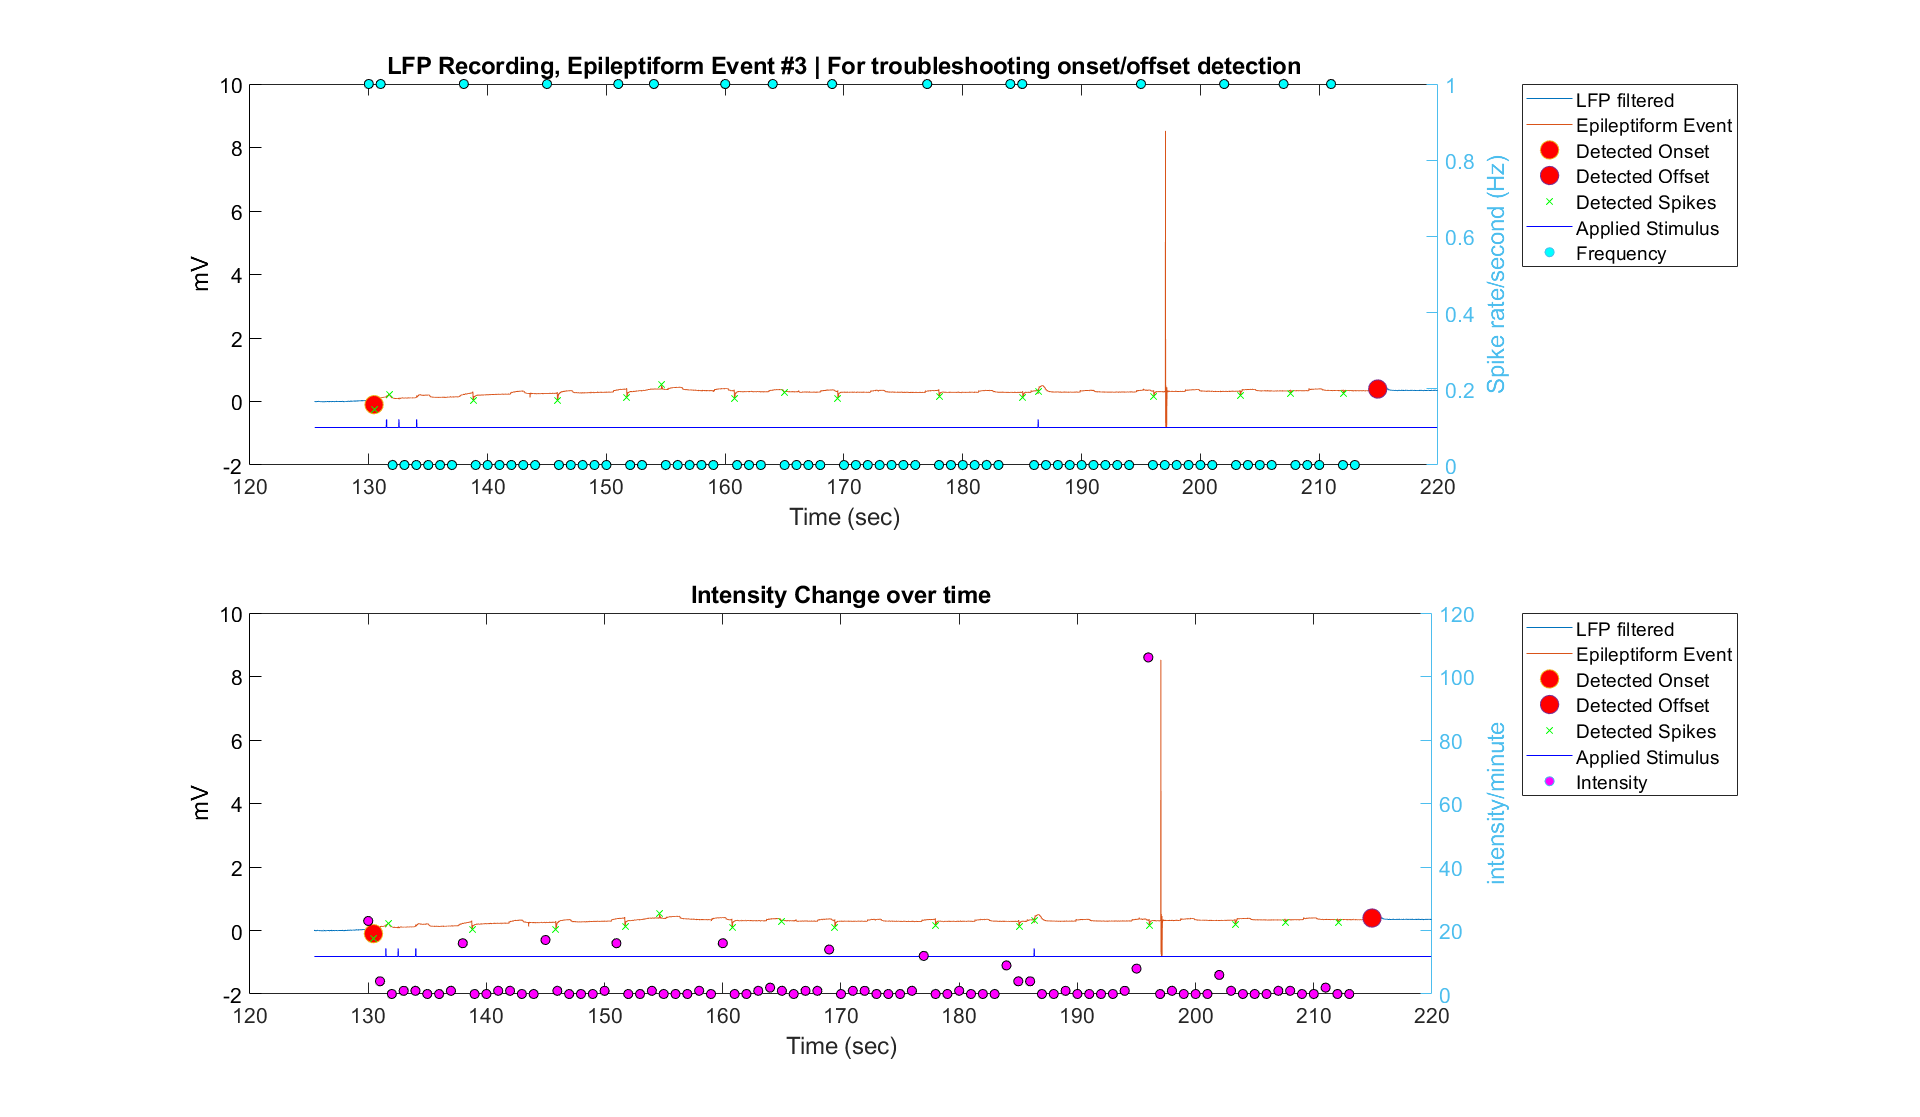 LFP Recording, Epileptiform Event #3 | For troubleshooting onset/offset detection
10
8
6
4
2
0
-2
mV
120 130 140 150 160 170 180 190 200 210 220
Time (sec)
1
0.8
0.6
0.4
0.2
0
Spike rate/second (Hz)
LFP filtered
Epileptiform Event
Detected Onset
Detected Offset
Detected Spikes
Applied Stimulus
Frequency
Intensity Change over time
10
8
6
4
2
0
-2
mV
120 130 140 150 160 170 180 190 200 210 220
Time (sec)
120
100
80
60
40
20
0
intensity/minute
LFP filtered
Epileptiform Event
Detected Onset
Detected Offset
Detected Spikes
Applied Stimulus
Intensity